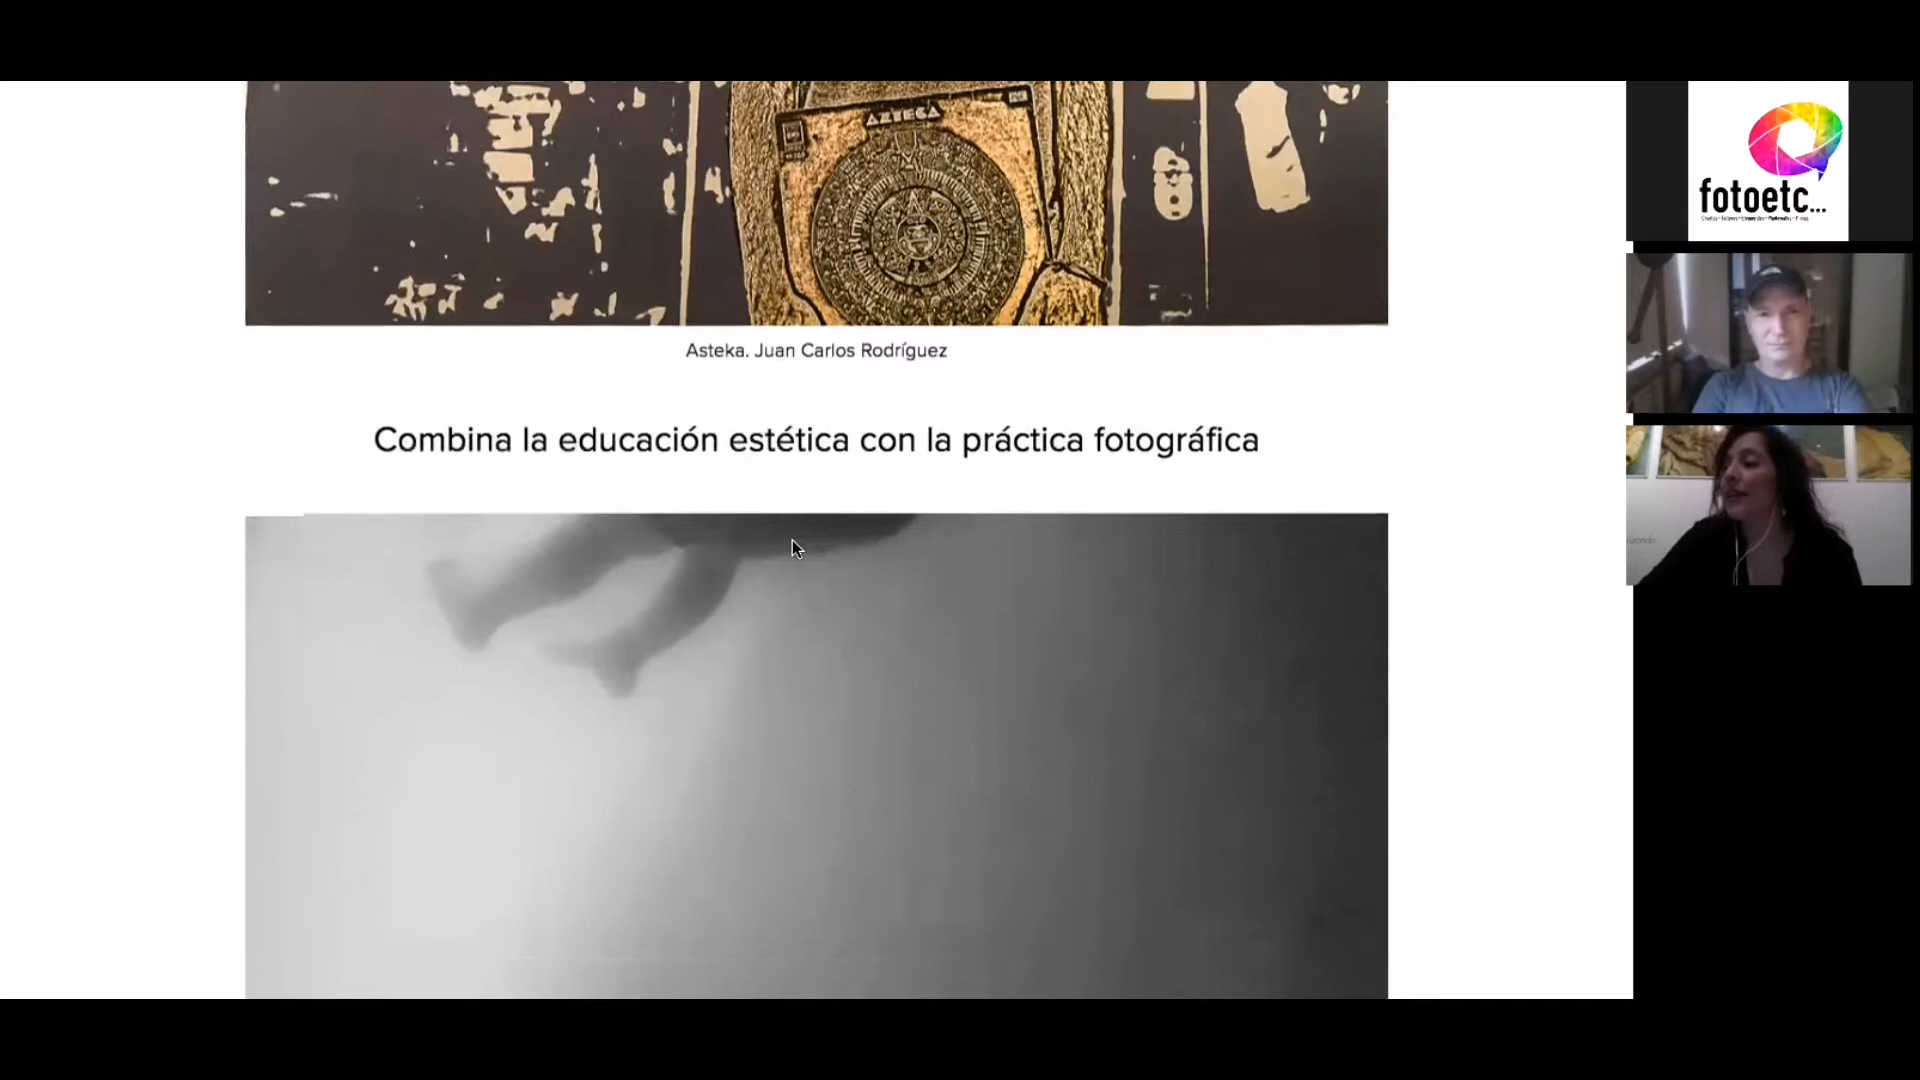 AZTECA
Asteka. Juan Carlos Rodríguez
Combina la educación estética con la práctica fotográfica
fotoetc...